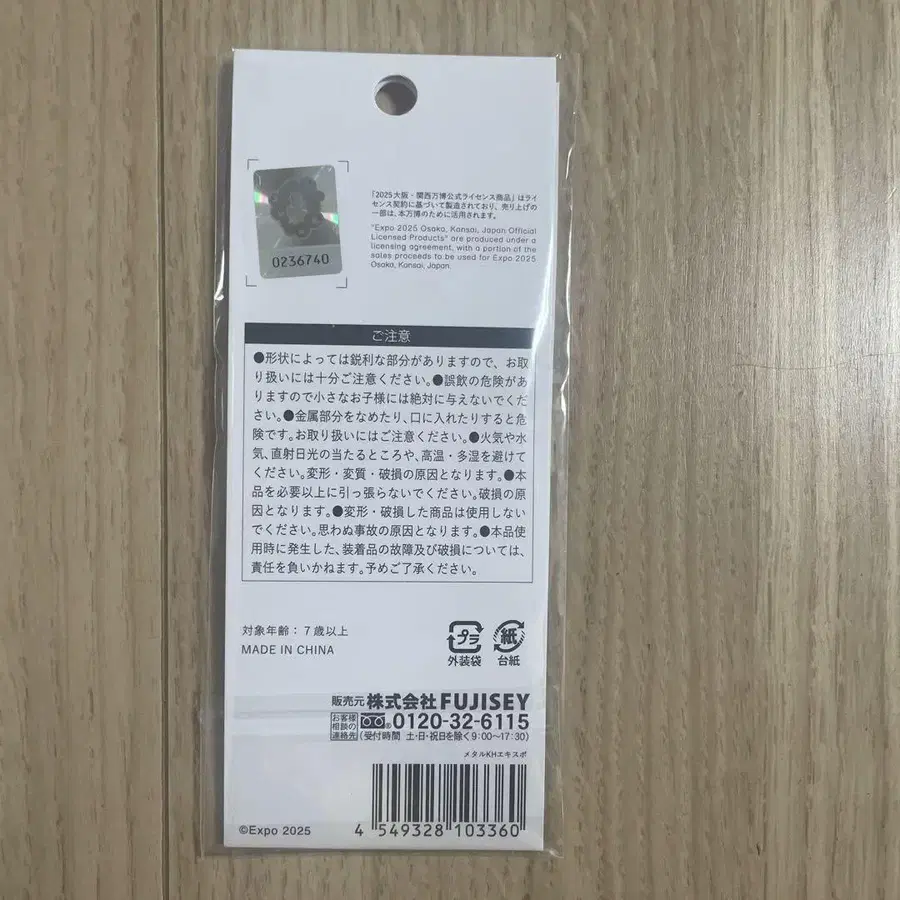 0236740
「2025大阪・関西万博公式ライセンス商品」はライ
センス契約に基づいて製造されており、売り上げの
一部は、本万博のために活用されます。
"Expo 2025 Osaka, Kansai, Japan Official
Licensed Products" are produced under a
licensing agreement, with a portion of the
sales proceeds to be used for Expo 2025
Osaka, Kansai, Japan.
ご注意
●形状によっては鋭利な部分がありますので、お取
り扱いには十分ご注意ください。●誤飲の危険があ
りますので小さなお子様には絶対に与えないでくだ
さい。●金属部分をなめたり、口に入れたりすると危
険です。お取り扱いにはご注意ください。●火気や水
気、直射日光の当たるところや、高温・多湿を避けて
ください。変形・変質・破損の原因となります。●本
品を必要以上に引っ張らないでください。破損の原
因となります。●変形・破損した商品は使用しない
でください。思わぬ事故の原因となります。●本品使
用時に発生した、装着品の故障及び破損については、
責任を負いかねます。予めご了承ください。
対象年齢：7歳以上
MADE IN CHINA
プラ
外装袋
紙
台紙
販売元 株式会社FUJISEY
お客様
相談の
連絡先
0120-32-6115
(受付時間 土・日・祝日を除く9:00〜17:30)
メタルKHエキスポ
©Expo 2025
4 549328 103360